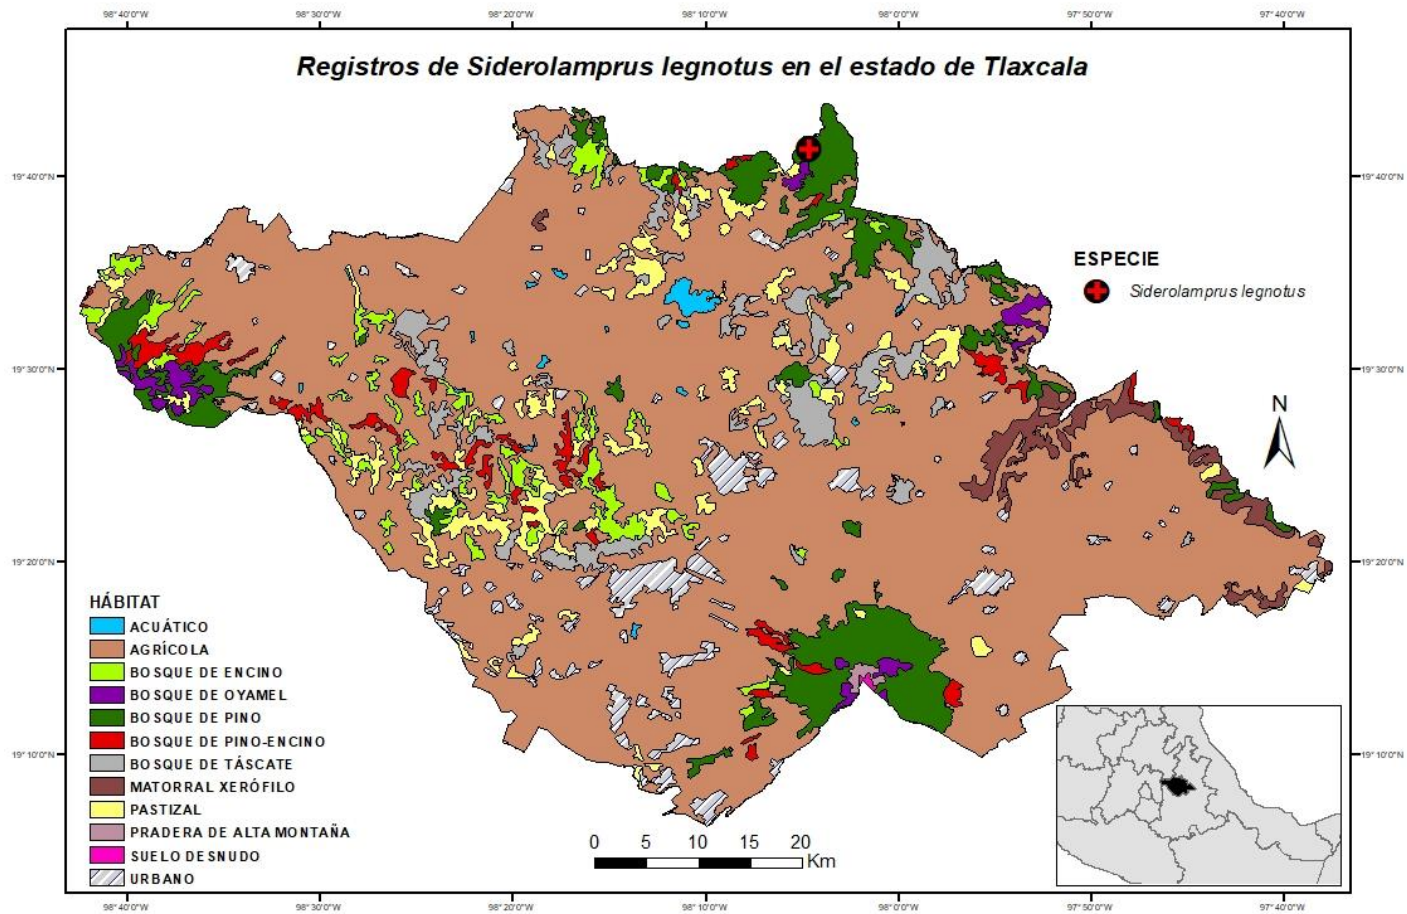 98°40'0"W 98°30'0"W 98°20'0"W 98°10'0"W 98°0'0"W 97°50'0"W 97°40'0"W
Registros de Siderolamprus legnotus en el estado de Tlaxcala
19°40'0"N 19°40'0"N
ESPECIE
Siderolamprus legnotus
19°30'0"N 19°30'0"N
N
19°20'0"N 19°20'0"N
HÁBITAT
ACUÁTICO
AGRÍCOLA
BOSQUE DE ENCINO
BOSQUE DE OYAMEL
BOSQUE DE PINO
BOSQUE DE PINO-ENCINO
BOSQUE DE TÁSCATE
MATORRAL XERÓFILO
PASTIZAL
PRADERA DE ALTA MONTAÑA
SUELO DESNUDO
URBANO
19°10'0"N 19°10'0"N
0 5 10 15 20
Km
98°40'0"W 98°30'0"W 98°20'0"W 98°10'0"W 98°0'0"W 97°50'0"W 97°40'0"W